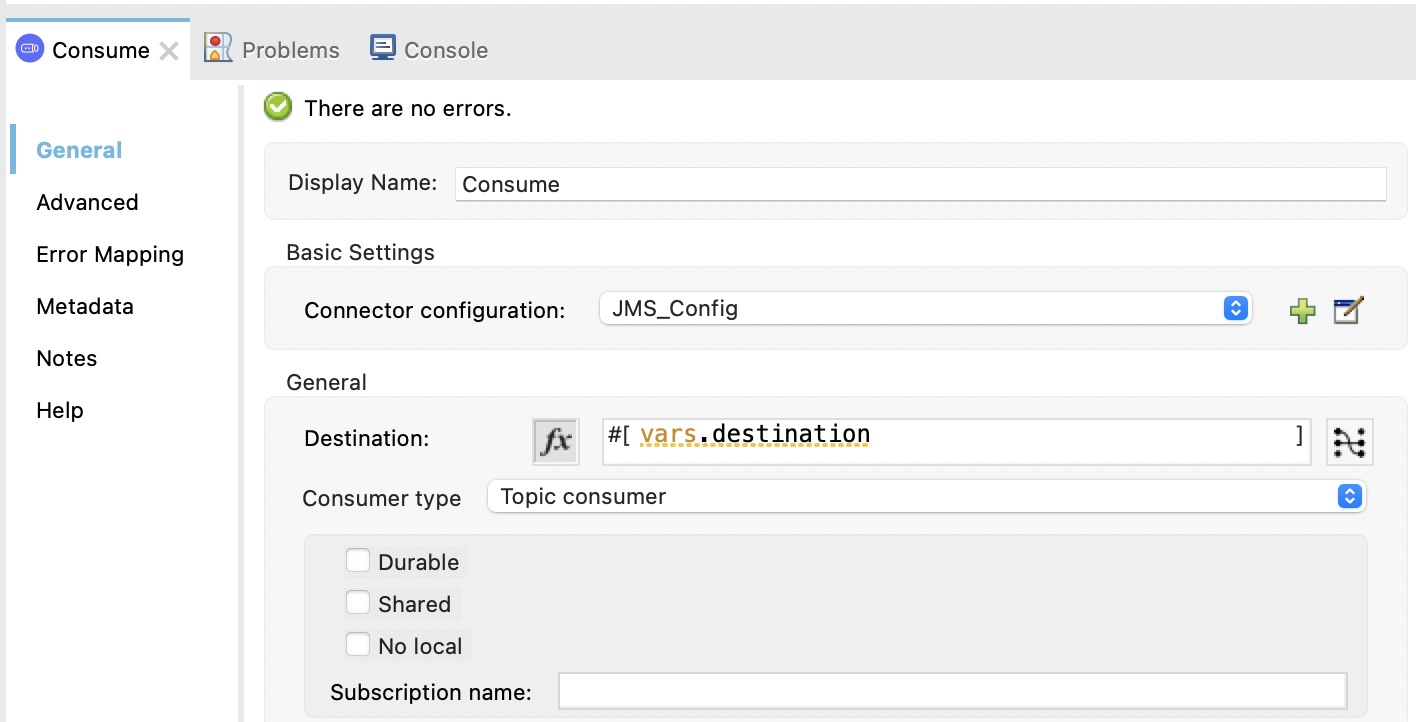 Consume Problems Console
There are no errors.
General
Advanced
Error Mapping
Metadata
Notes
Help
Display Name: Consume
Basic Settings
Connector configuration: JMS_Config
General
Destination: fx #[ vars.destination ]
Consumer type Topic consumer
Durable
Shared
No local
Subscription name: